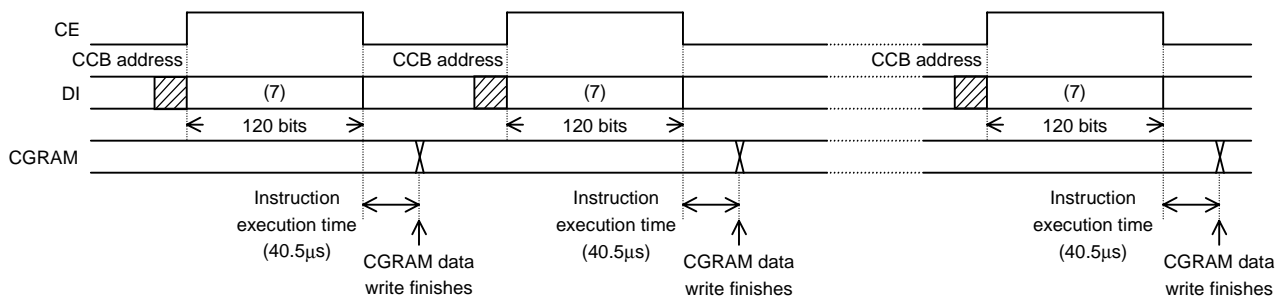 CE
CCB address CCB address CCB address
DI (7) (7) (7)
120 bits 120 bits 120 bits
CGRAM
Instruction Instruction Instruction
execution time execution time execution time
(40.5μs) (40.5μs) (40.5μs)
CGRAM data CGRAM data CGRAM data
write finishes write finishes write finishes